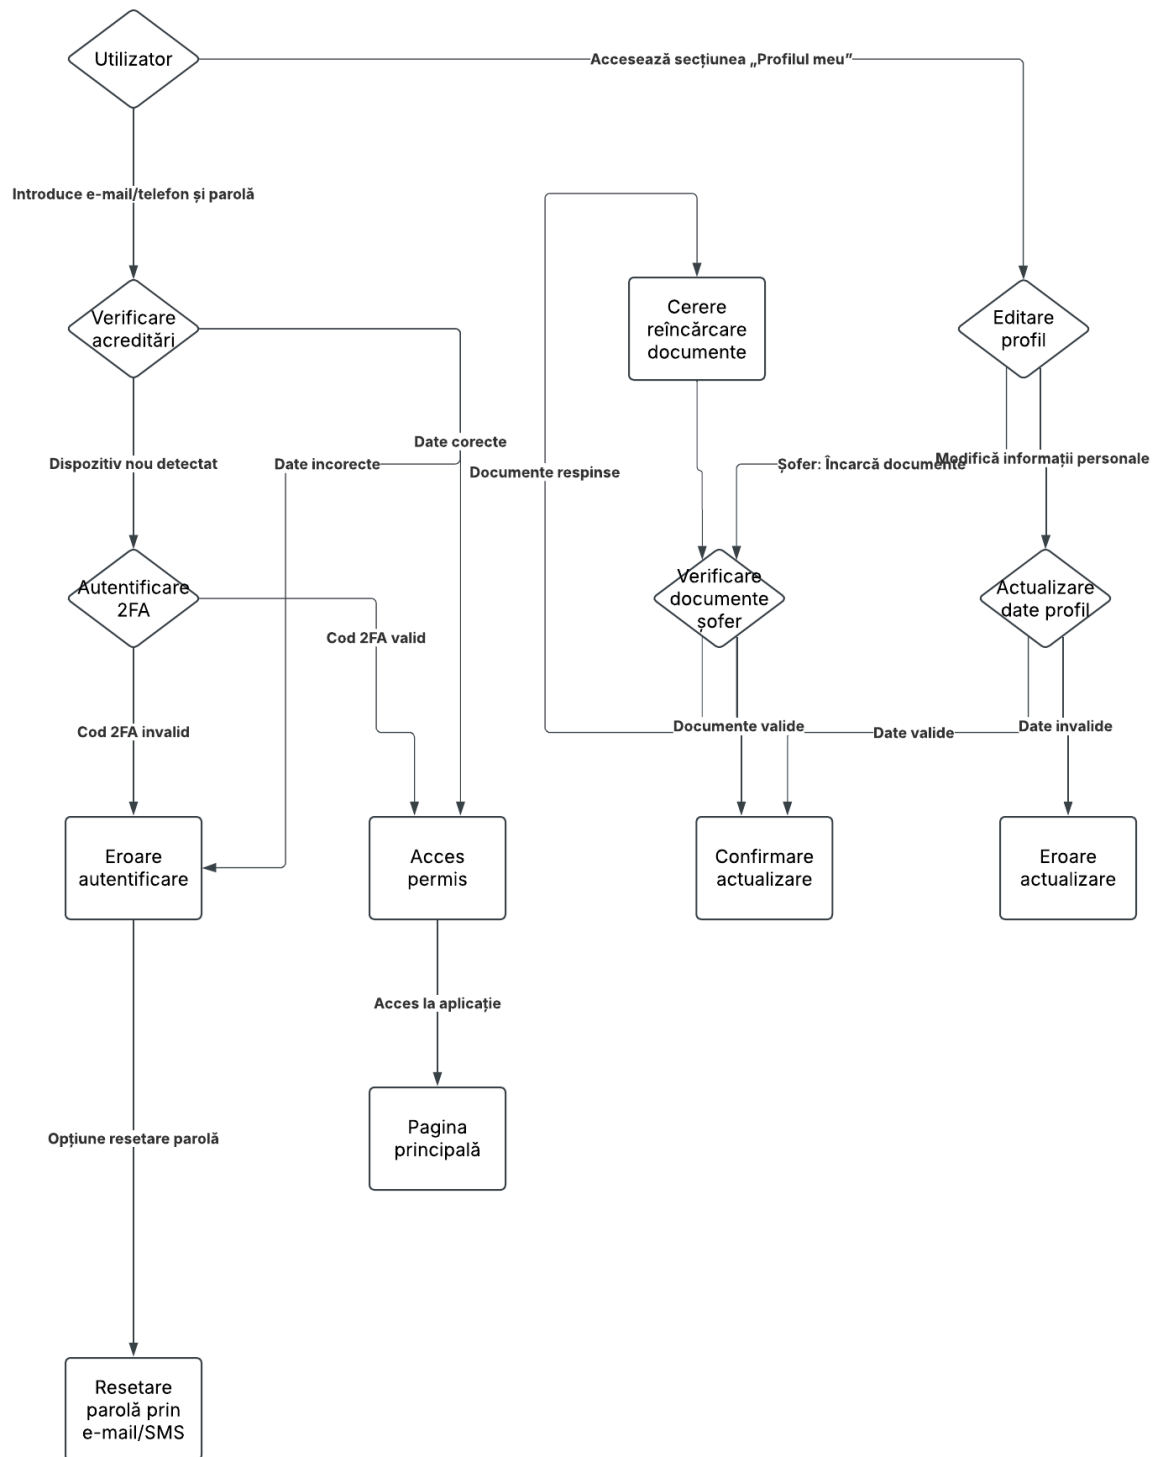 Utilizator
Accesează secțiunea „Profilul meu”
Introduce e-mail/telefon și parolă
Verificare
acreditări
Cerere
reîncărcare
documente
Editare
profil
Date corecte
Dispozitiv nou detectat
Date incorecte
Documente respinse
Șofer: Încarcă documente
Modifică informații personale
Autentificare
2FA
Verificare
documente
șofer
Actualizare
date profil
Cod 2FA valid
Cod 2FA invalid
Documente valide
Date valide
Date invalide
Eroare
autentificare
Acces
permis
Confirmare
actualizare
Eroare
actualizare
Acces la aplicație
Opțiune resetare parolă
Pagina
principală
Resetare
parolă prin
e-mail/SMS